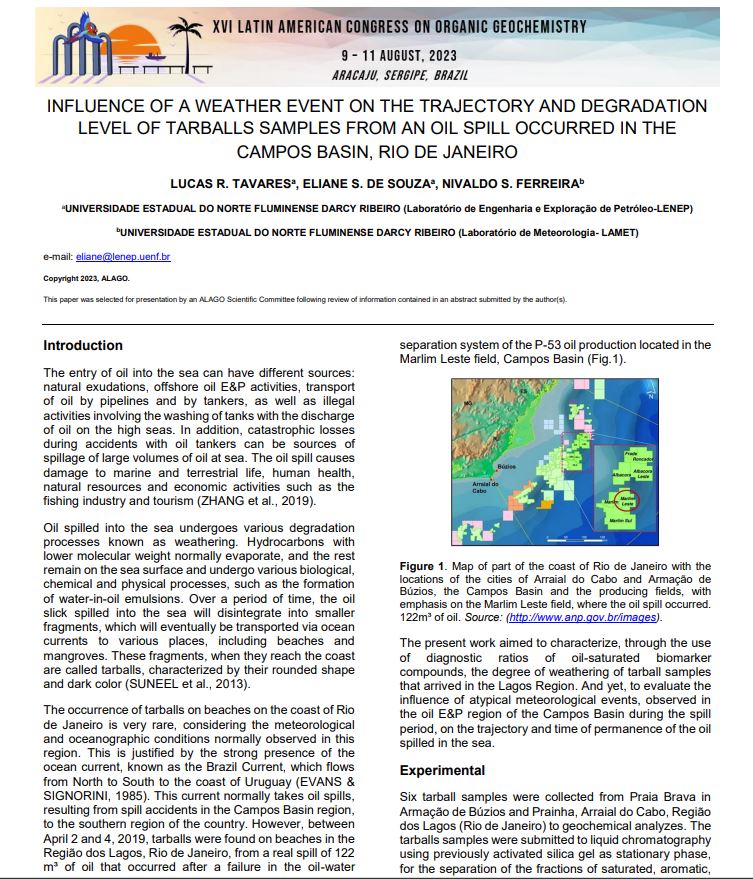 XVI LATIN AMERICAN CONGRESS ON ORGANIC GEOCHEMISTRY
9 – 11 AUGUST, 2023
ARACAJU, SERGIPE, BRAZIL
INFLUENCE OF A WEATHER EVENT ON THE TRAJECTORY AND DEGRADATION
LEVEL OF TARBALLS SAMPLES FROM AN OIL SPILL OCCURRED IN THE
CAMPOS BASIN, RIO DE JANEIRO
LUCAS R. TAVARESª, ELIANE S. DE SOUZAª, NIVALDO S. FERREIRAᵇ
ªUNIVERSIDADE ESTADUAL DO NORTE FLUMINENSE DARCY RIBEIRO (Laboratório de Engenharia e Exploração de Petróleo-LENEP)
ᵇUNIVERSIDADE ESTADUAL DO NORTE FLUMINENSE DARCY RIBEIRO (Laboratório de Meteorologia- LAMET)
e-mail: eliane@lenep.uenf.br
Copyright 2023, ALAGO.
This paper was selected for presentation by an ALAGO Scientific Committee following review of information contained in an abstract submitted by the author(s).
Introduction
The entry of oil into the sea can have different sources:
natural exudations, offshore oil E&P activities, transport
of oil by pipelines and by tankers, as well as illegal
activities involving the washing of tanks with the discharge
of oil on the high seas. In addition, catastrophic losses
during accidents with oil tankers can be sources of
spillage of large volumes of oil at sea. The oil spill causes
damage to marine and terrestrial life, human health,
natural resources and economic activities such as the
fishing industry and tourism (ZHANG et al., 2019).
Oil spilled into the sea undergoes various degradation
processes known as weathering. Hydrocarbons with
lower molecular weight normally evaporate, and the rest
remain on the sea surface and undergo various biological,
chemical and physical processes, such as the formation
of water-in-oil emulsions. Over a period of time, the oil
slick spilled into the sea will disintegrate into smaller
fragments, which will eventually be transported via ocean
currents to various places, including beaches and
mangroves. These fragments, when they reach the coast
are called tarballs, characterized by their rounded shape
and dark color (SUNEEL et al., 2013).
The occurrence of tarballs on beaches on the coast of Rio
de Janeiro is very rare, considering the meteorological
and oceanographic conditions normally observed in this
region. This is justified by the strong presence of the
ocean current, known as the Brazil Current, which flows
from North to South to the coast of Uruguay (EVANS &
SIGNORINI, 1985). This current normally takes oil spills,
resulting from spill accidents in the Campos Basin region,
to the southern region of the country. However, between
April 2 and 4, 2019, tarballs were found on beaches in the
Região dos Lagos, Rio de Janeiro, from a real spill of 122
m³ of oil that occurred after a failure in the oil-water
separation system of the P-53 oil production located in the
Marlim Leste field, Campos Basin (Fig.1).
ES
MG
RJ
N
Búzios
Arraial do
Cabo
Frade
Roncador
Albacora
Albacora
Leste
Marlim
Marlim
Leste
Marlim Sul
Figure 1. Map of part of the coast of Rio de Janeiro with the
locations of the cities of Arraial do Cabo and Armação de
Búzios, the Campos Basin and the producing fields, with
emphasis on the Marlim Leste field, where the oil spill occurred.
122m³ of oil. Source: (http://www.anp.gov.br/images).
The present work aimed to characterize, through the use
of diagnostic ratios of oil-saturated biomarker
compounds, the degree of weathering of tarball samples
that arrived in the Lagos Region. And yet, to evaluate the
influence of atypical meteorological events, observed in
the oil E&P region of the Campos Basin during the spill
period, on the trajectory and time of permanence of the oil
spilled in the sea.
Experimental
Six tarball samples were collected from Praia Brava in
Armação de Búzios and Prainha, Arraial do Cabo, Região
dos Lagos (Rio de Janeiro) to geochemical analyzes. The
tarballs samples were submitted to liquid chromatography
using previously activated silica gel as stationary phase,
for the separation of the fractions of saturated, aromatic,